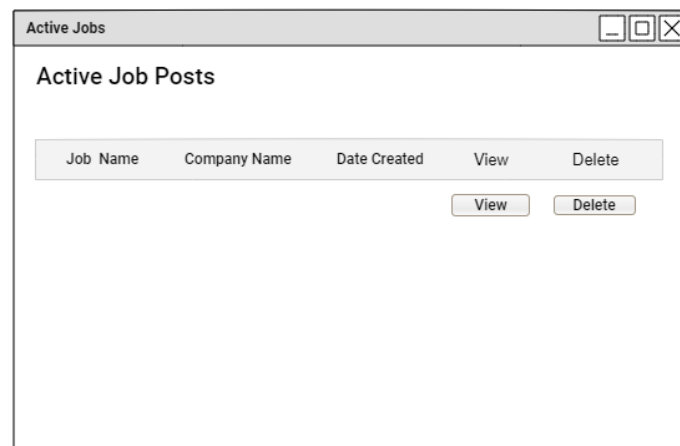 Active Jobs
Active Job Posts
Job Name Company Name Date Created View Delete
View Delete